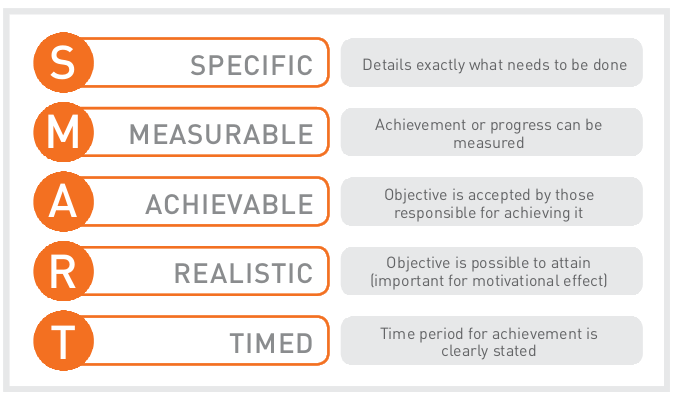 S SPECIFIC Details exactly what needs to be done
M MEASURABLE Achievement or progress can be
measured
A ACHIEVABLE Objective is accepted by those
responsible for achieving it
R REALISTIC Objective is possible to attain
(important for motivational effect)
T TIMED Time period for achievement is
clearly stated